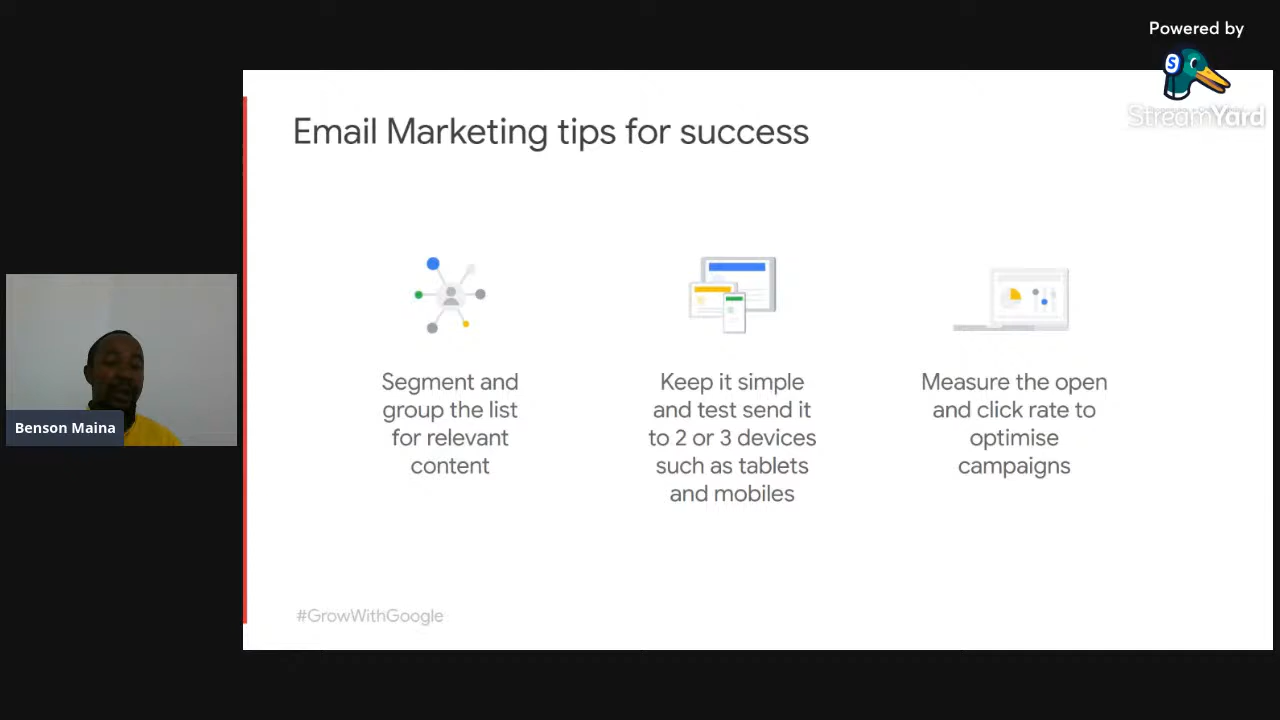 Powered by
StreamYard
Email Marketing tips for success
Segment and
group the list
for relevant
content
Keep it simple
and test send it
to 2 or 3 devices
such as tablets
and mobiles
Measure the open
and click rate to
optimise
campaigns
Benson Maina
#GrowWithGoogle